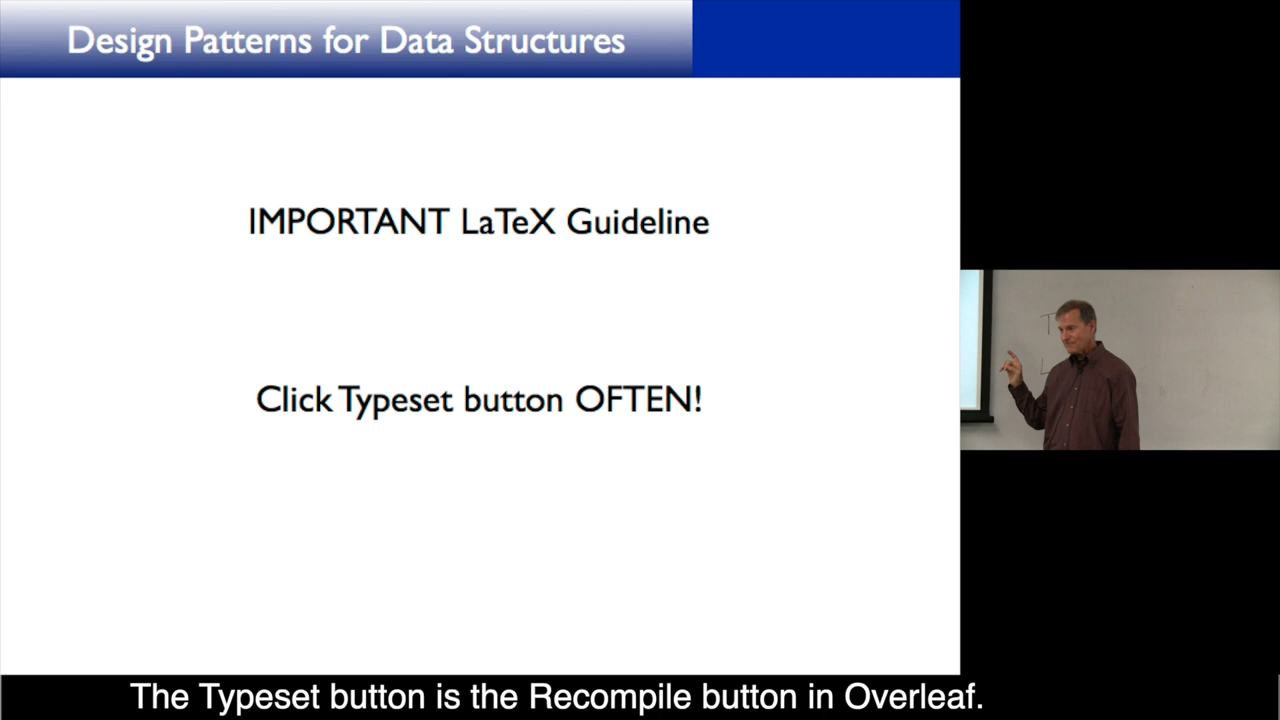 Design Patterns for Data Structures
IMPORTANT LaTeX Guideline
Click Typeset button OFTEN!
T
L
The Typeset button is the Recompile button in Overleaf.